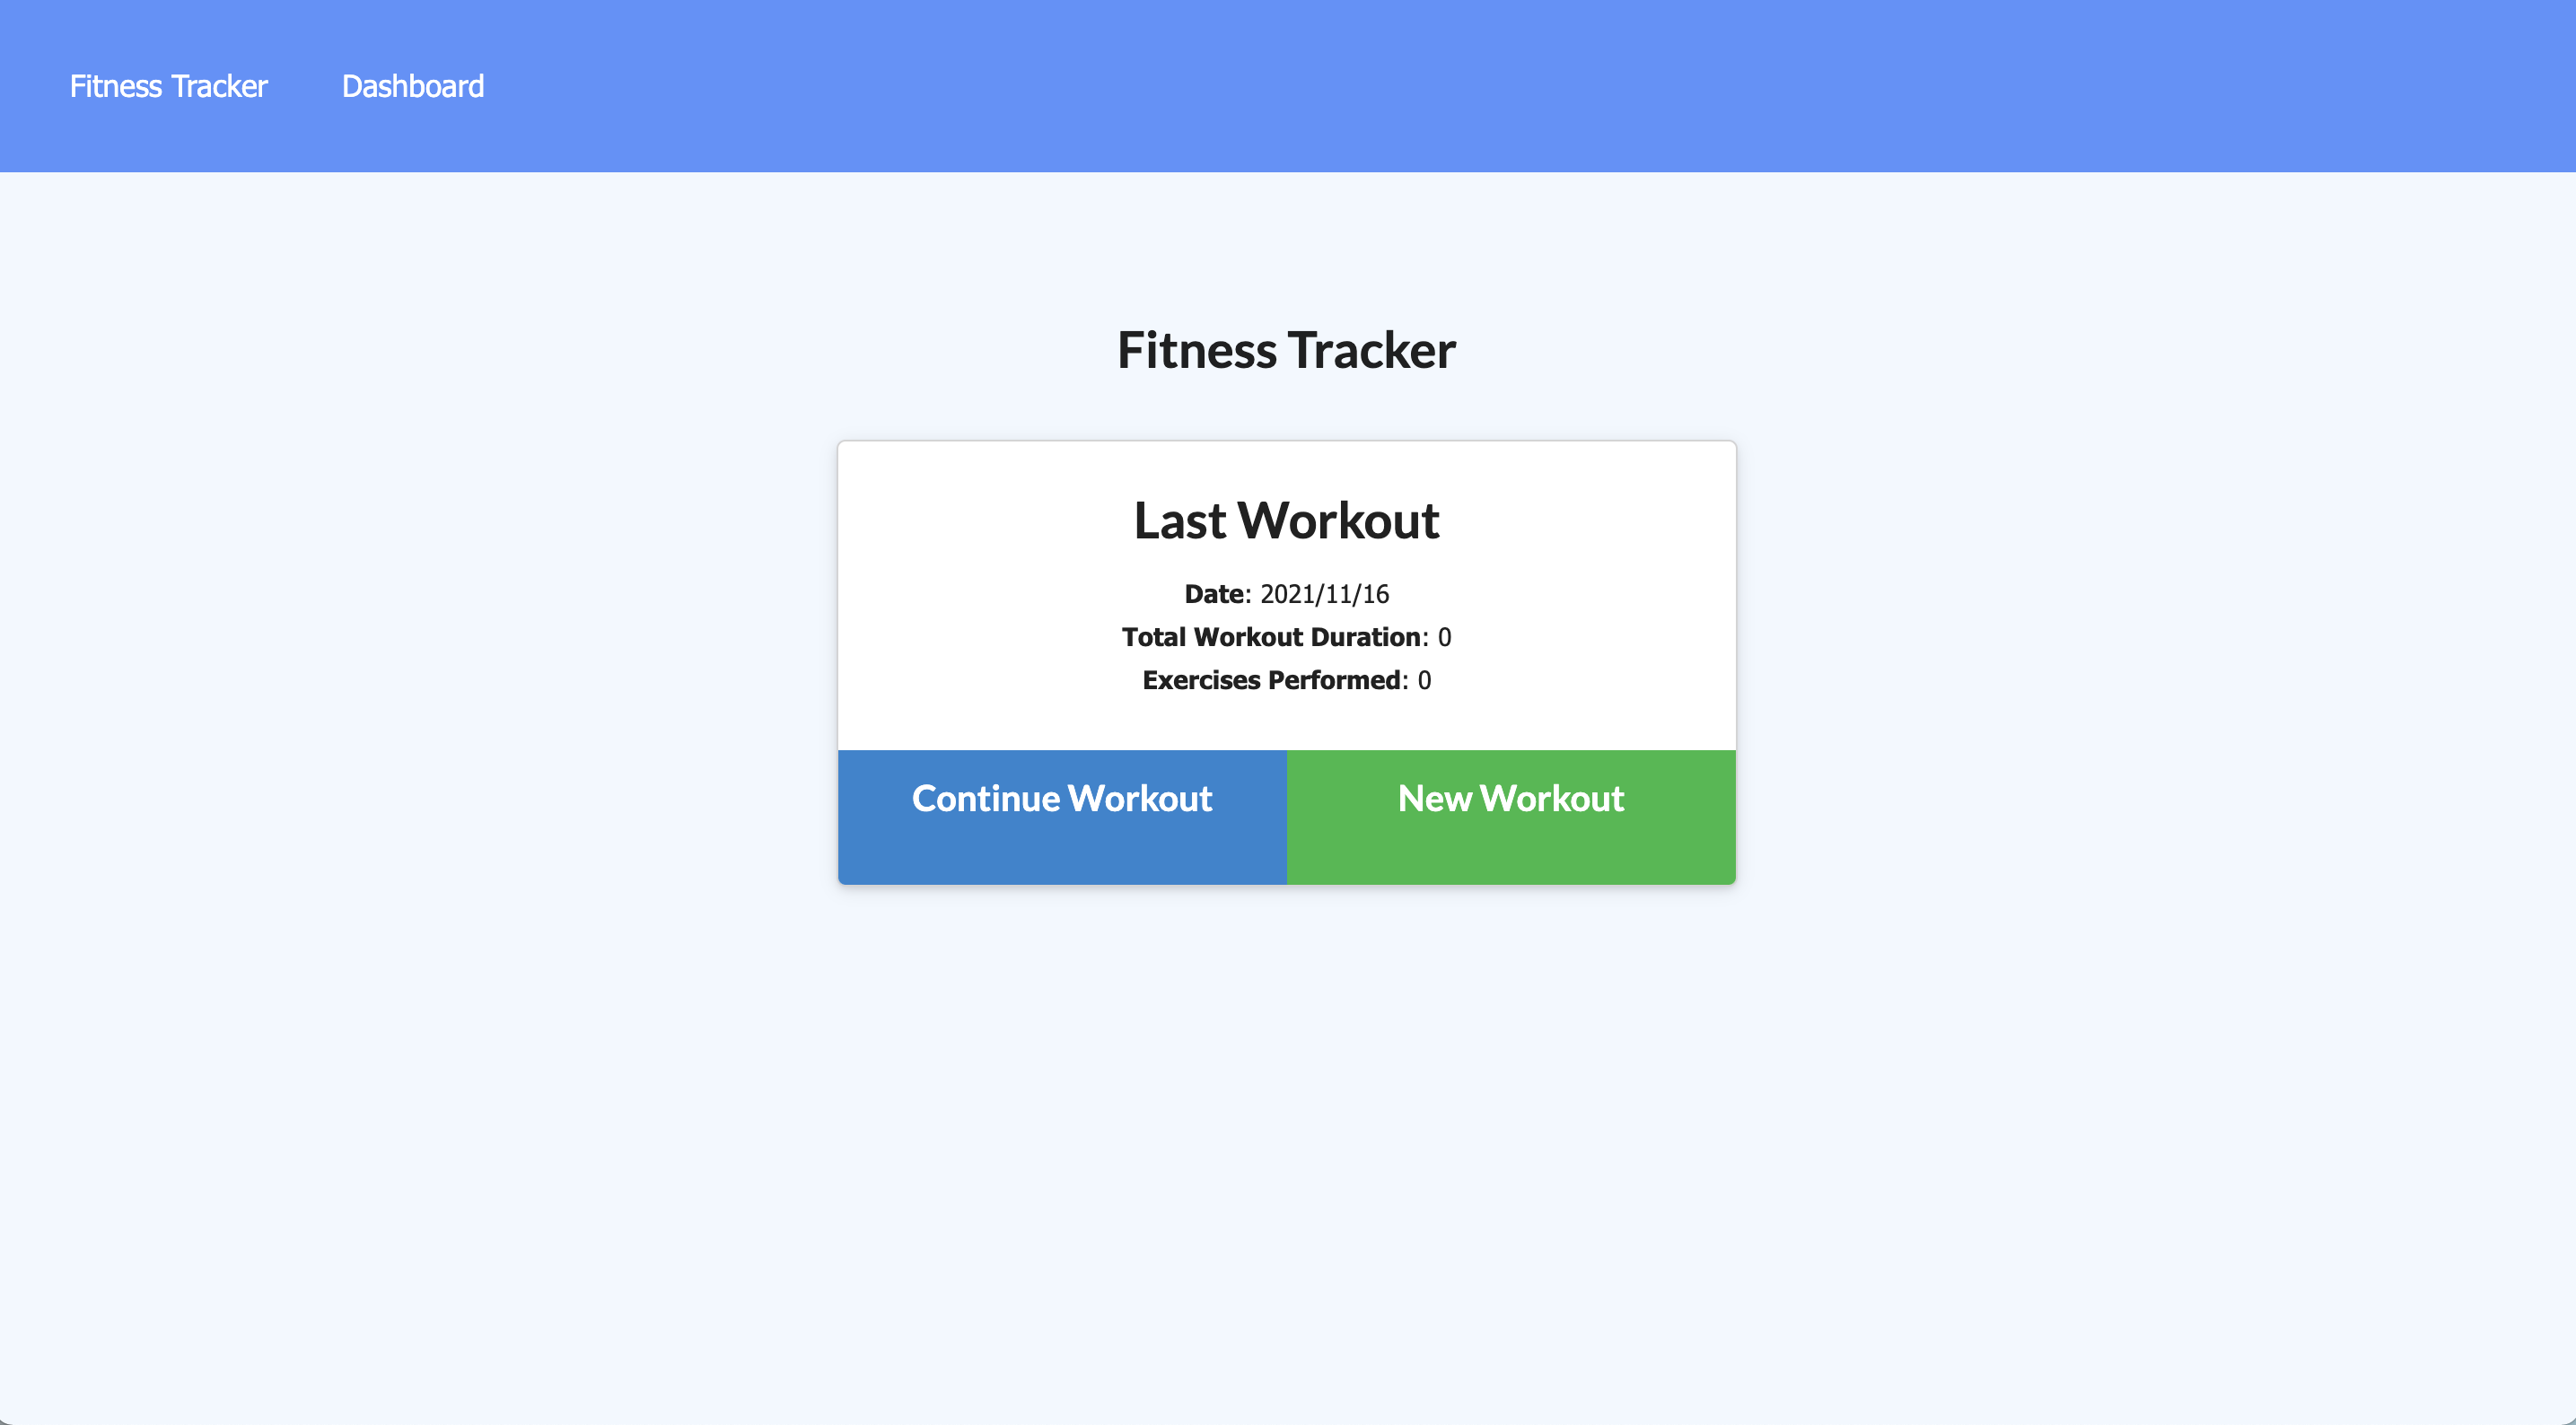 Fitness Tracker Dashboard
Fitness Tracker
Last Workout
Date: 2021/11/16
Total Workout Duration: 0
Exercises Performed: 0
Continue Workout New Workout